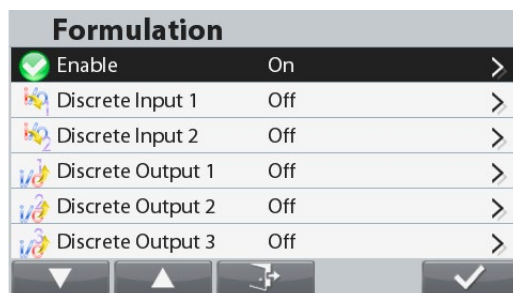 Formulation
Enable On
Discrete Input 1 Off
Discrete Input 2 Off
Discrete Output 1 Off
Discrete Output 2 Off
Discrete Output 3 Off